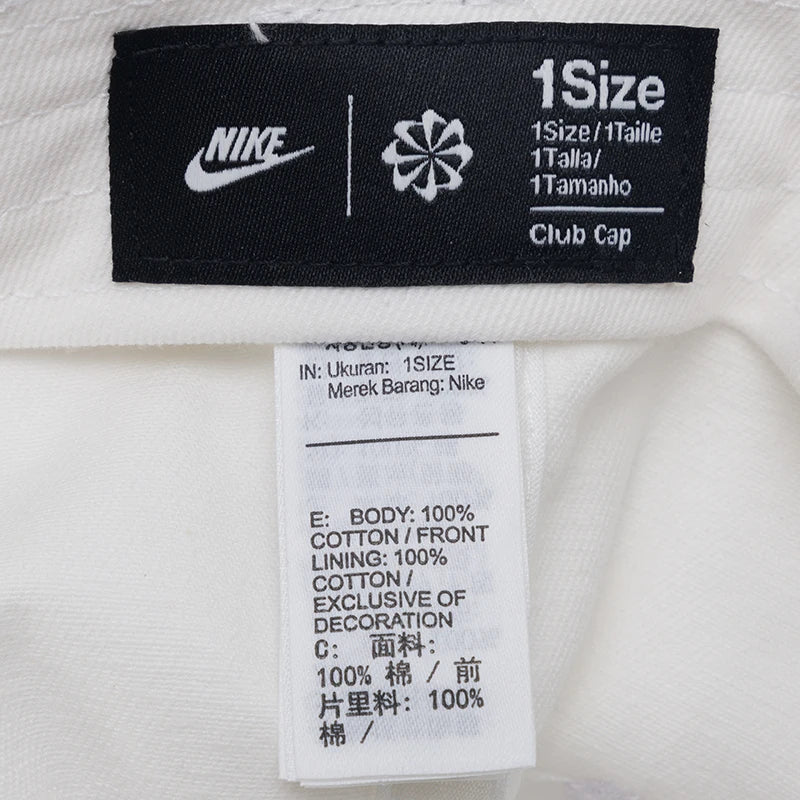 NIKE
1Size
1Size/1Taille
1Talla/
1Tamanho
Club Cap
IN: Ukuran: 1SIZE
Merek Barang: Nike
E: BODY: 100%
COTTON / FRONT
LINING: 100%
COTTON /
EXCLUSIVE OF
DECORATION
C: 面料:
100% 棉 / 前
片里料: 100%
棉 /